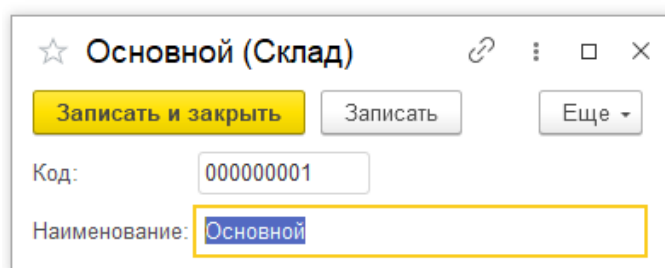 Основной (Склад)
Записать и закрыть Записать Еще
Код: 000000001
Наименование: Основной